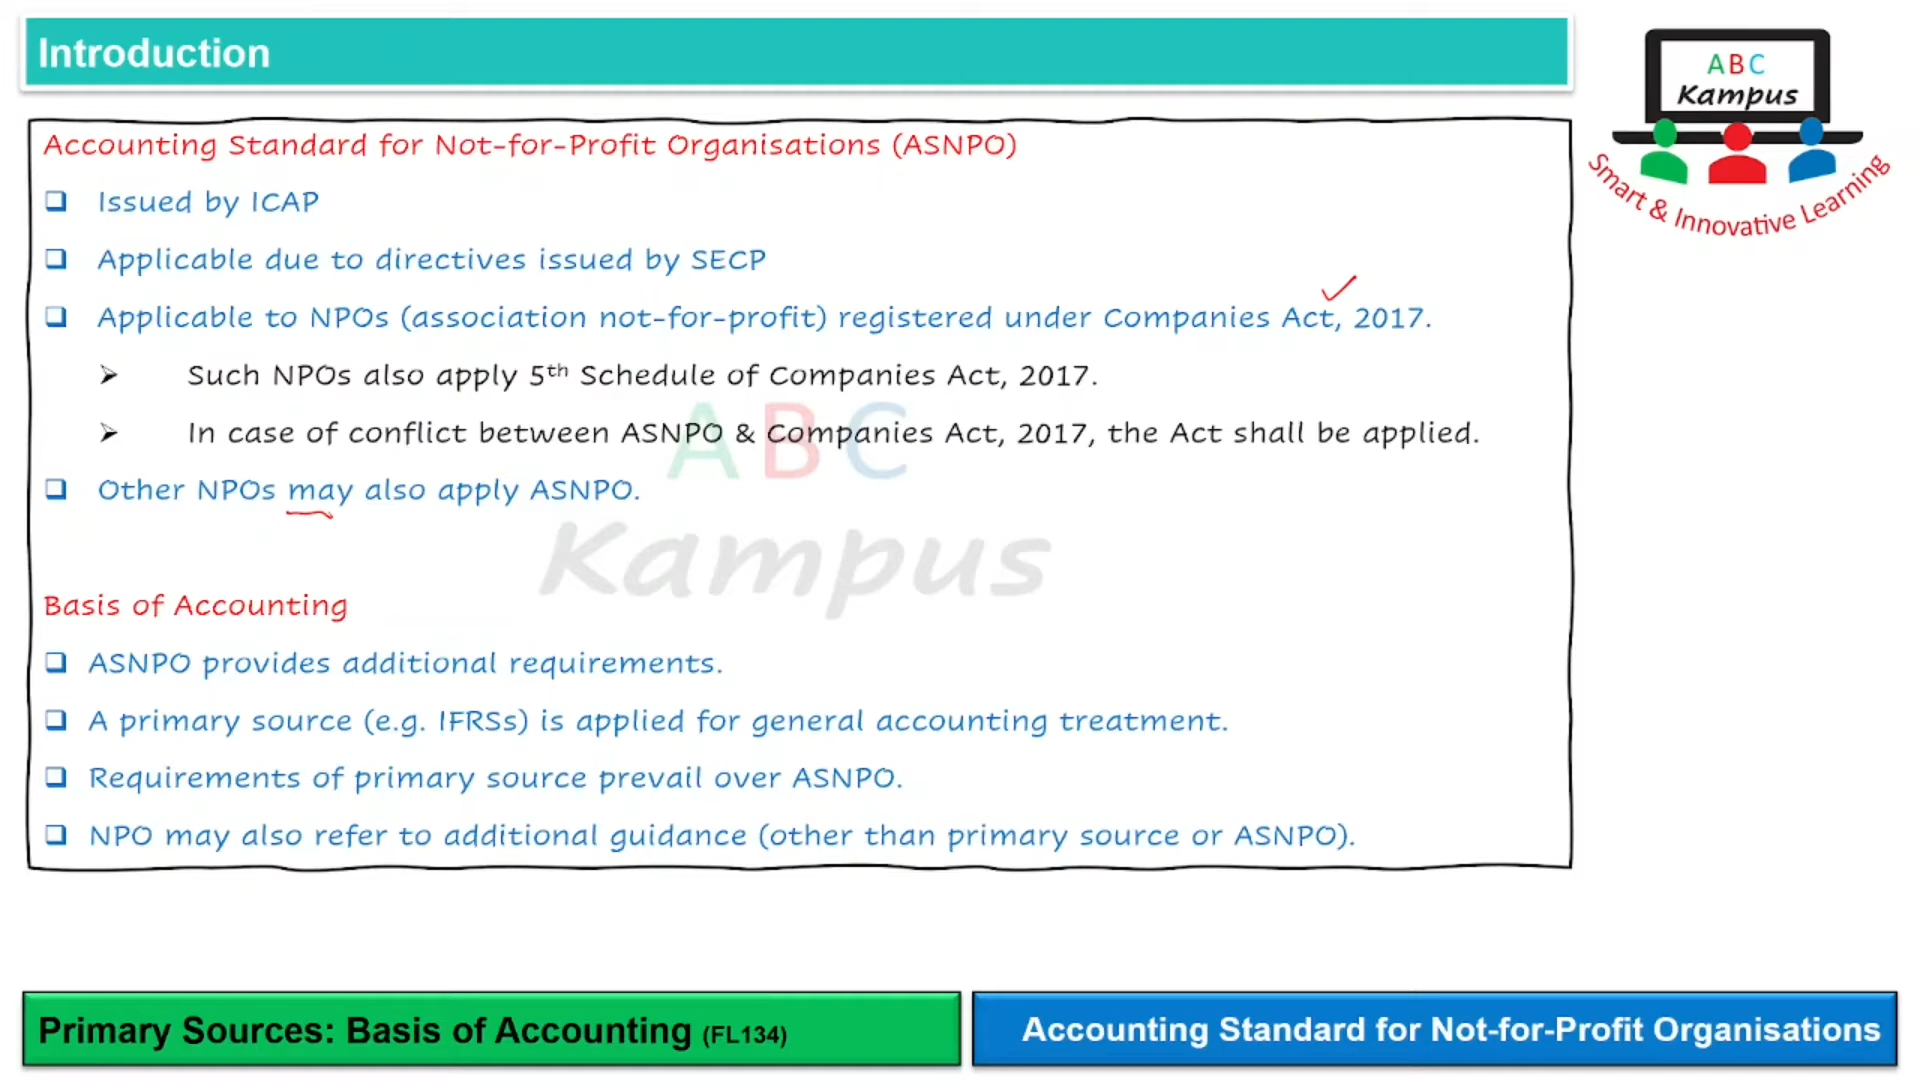 Introduction
ABC
Kampus
Smart & Innovative Learning
Accounting Standard for Not-for-Profit Organisations (ASNPO)
Issued by ICAP
Applicable due to directives issued by SECP
Applicable to NPOs (association not-for-profit) registered under Companies Act, 2017.
Such NPOs also apply 5th Schedule of Companies Act, 2017.
In case of conflict between ASNPO & Companies Act, 2017, the Act shall be applied.
Other NPOs may also apply ASNPO.
ABC
Kampus
Basis of Accounting
ASNPO provides additional requirements.
A primary source (e.g. IFRSs) is applied for general accounting treatment.
Requirements of primary source prevail over ASNPO.
NPO may also refer to additional guidance (other than primary source or ASNPO).
Primary Sources: Basis of Accounting (FL134)
Accounting Standard for Not-for-Profit Organisations